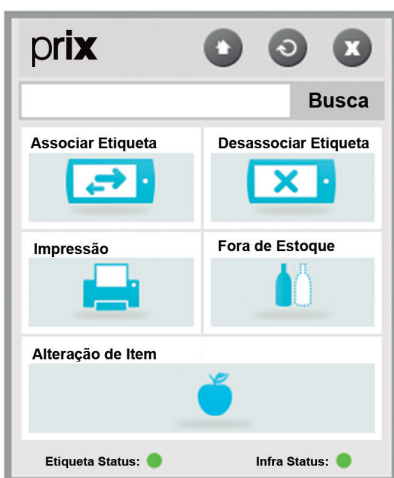 prix
Busca
Associar Etiqueta
Desassociar Etiqueta
Impressão
Fora de Estoque
Alteração de Item
Etiqueta Status:
Infra Status: